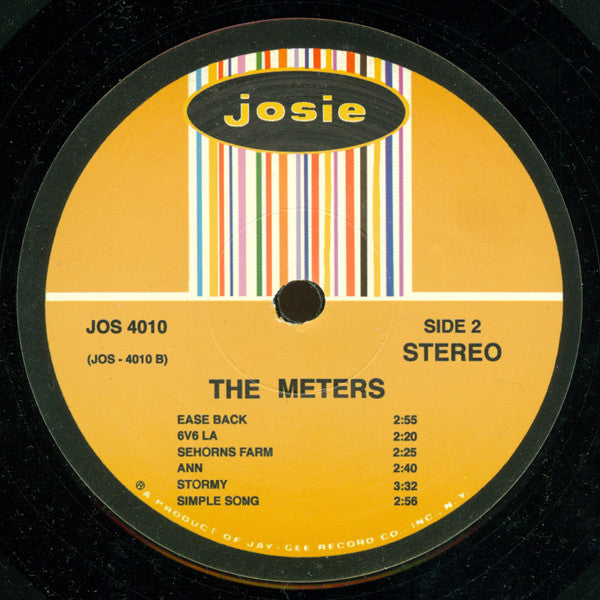 josie
JOS 4010
SIDE 2
(JOS - 4010 B)
STEREO
THE METERS
EASE BACK 2:55
6V6 LA 2:20
SEHORNS FARM 2:25
ANN 2:40
STORMY 3:32
SIMPLE SONG 2:56
A PRODUCT OF JAY-GEE RECORD CO., INC., N.Y.